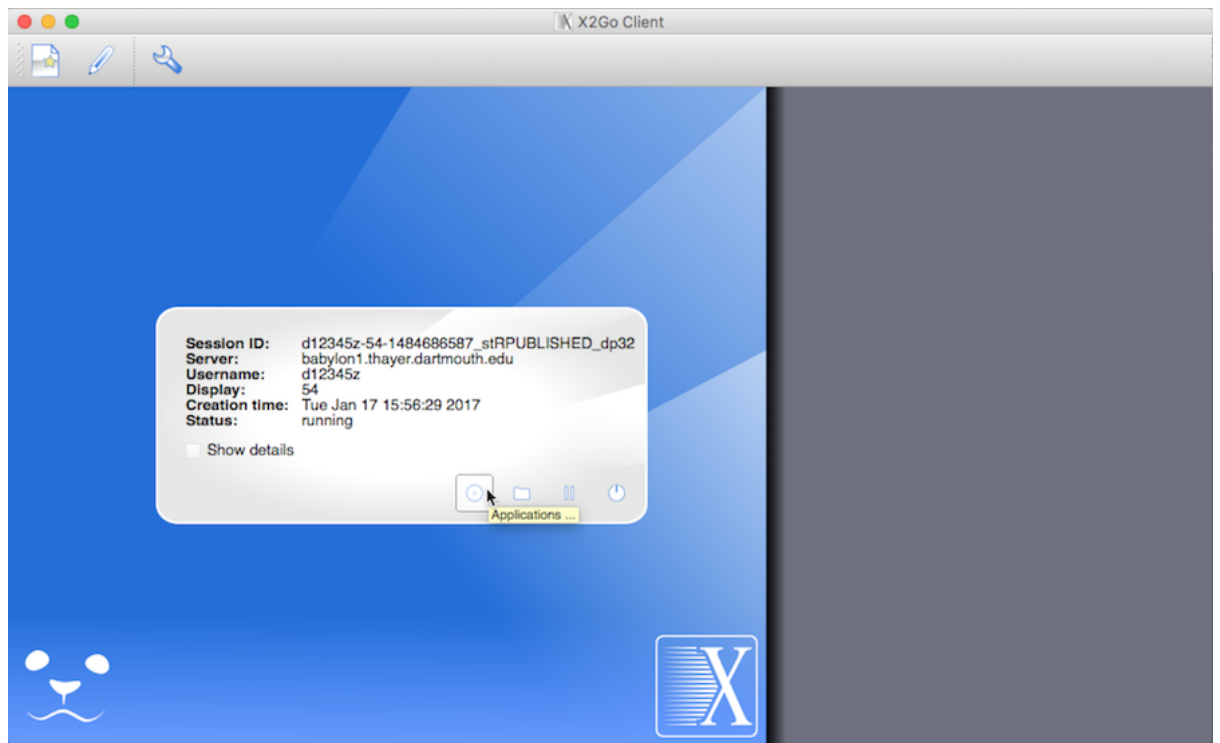 X2Go Client
Session ID: d12345z-54-1484686587_stRPUBLISHED_dp32
Server: babylon1.thayer.dartmouth.edu
Username: d12345z
Display: 54
Creation time: Tue Jan 17 15:56:29 2017
Status: running
Show details
Applications ...
X